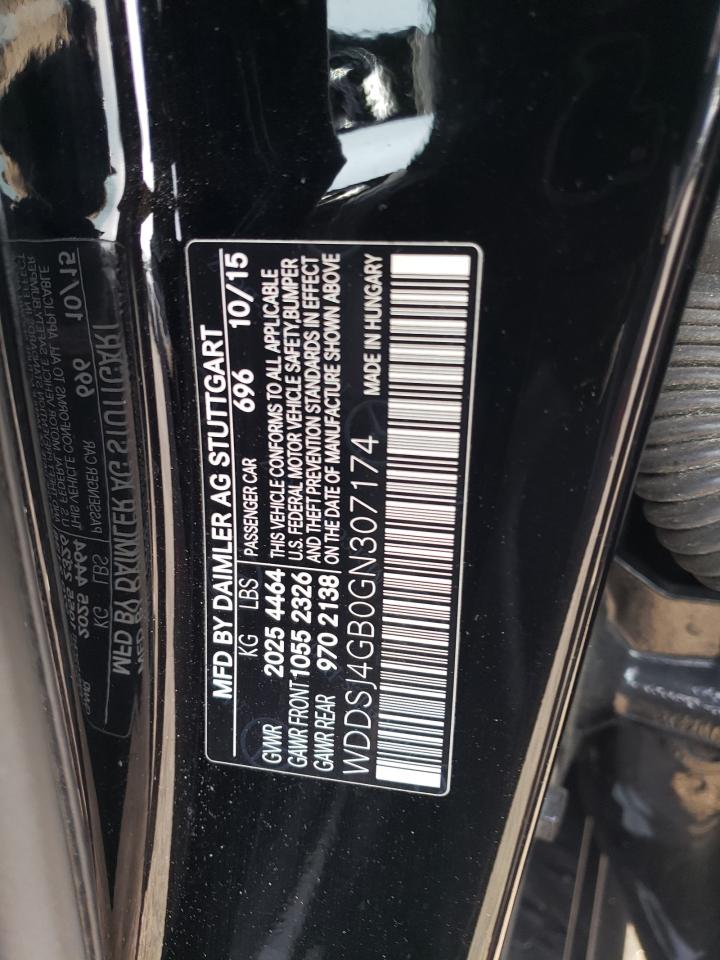 MFD BY DAIMLER AG STUTTGART
KG LBS PASSENGER CAR 696 10/15
GWWR 2025 4464 THIS VEHICLE CONFORMS TO ALL APPLICABLE
GAWR FRONT 1055 2326 U.S. FEDERAL MOTOR VEHICLE SAFETY, BUMPER
GAWR REAR 970 2138 AND THEFT PREVENTION STANDARDS IN EFFECT
ON THE DATE OF MANUFACTURE SHOWN ABOVE
WDDSJ4GB0GN307174 MADE IN HUNGARY